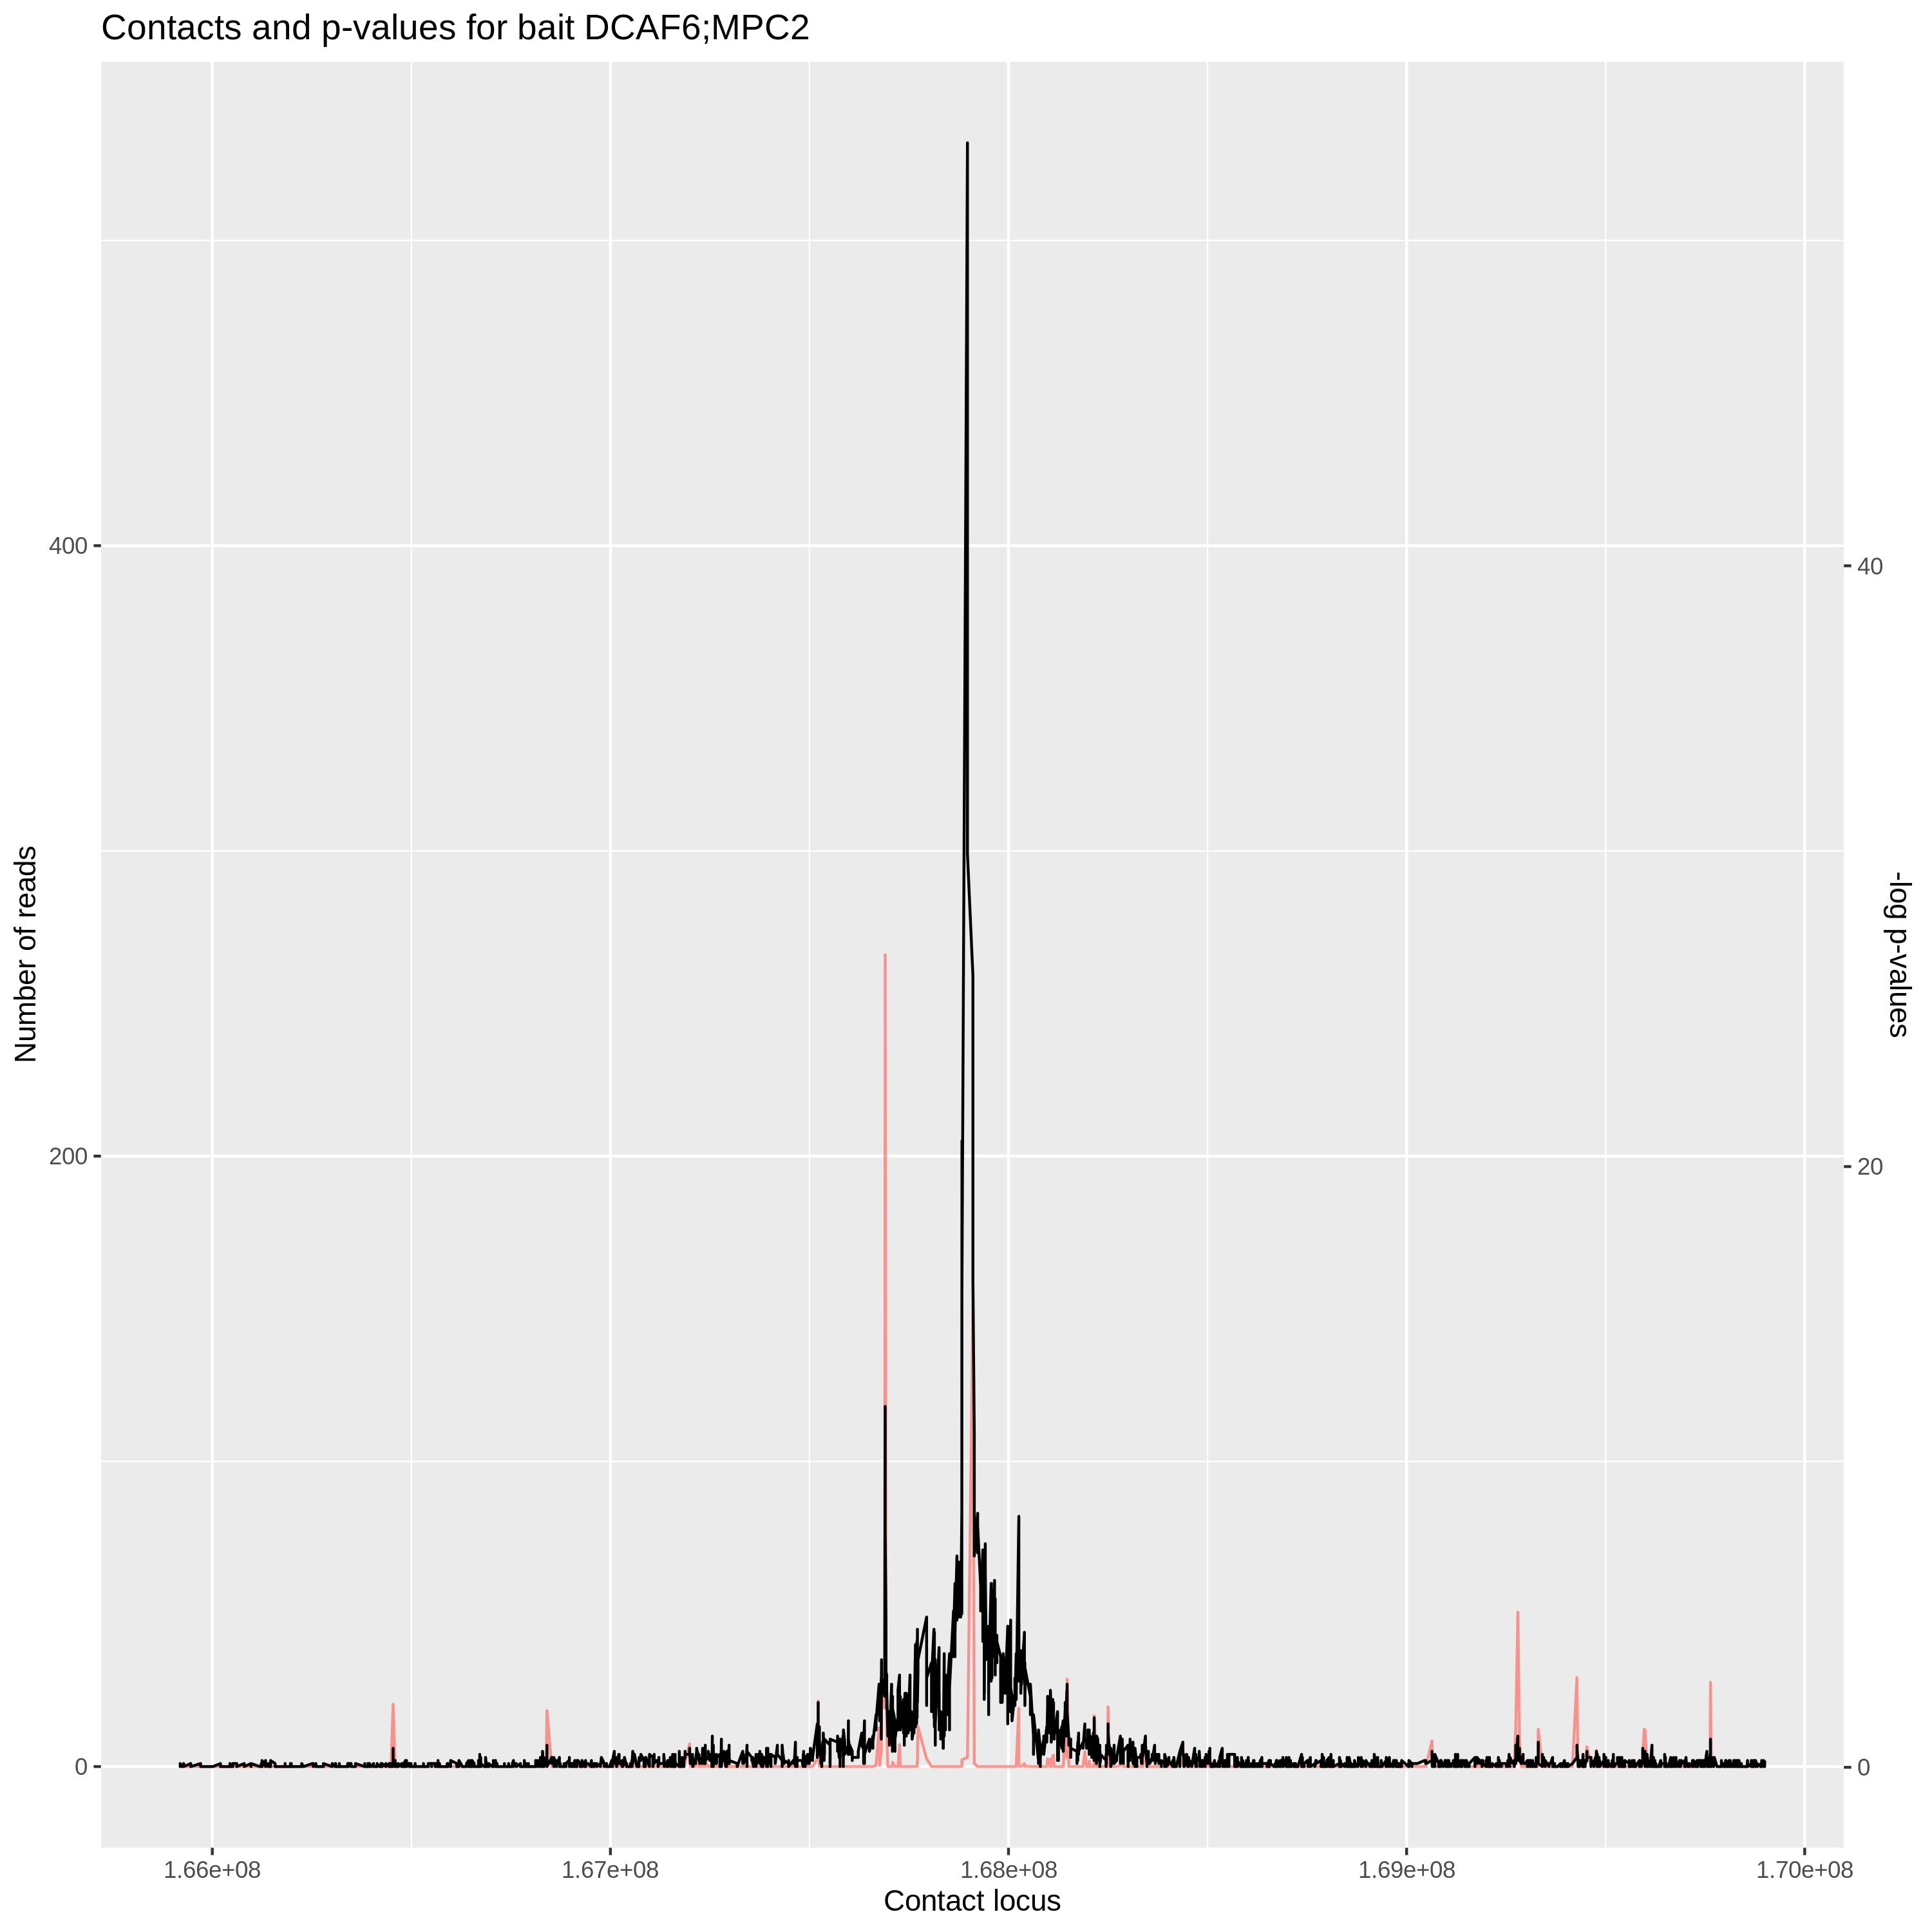 Contacts and p-values for bait DCAF6;MPC2
Number of reads
400
200
0
40
20
0
-log p-values
1.66e+08
1.67e+08
1.68e+08
1.69e+08
1.70e+08
Contact locus